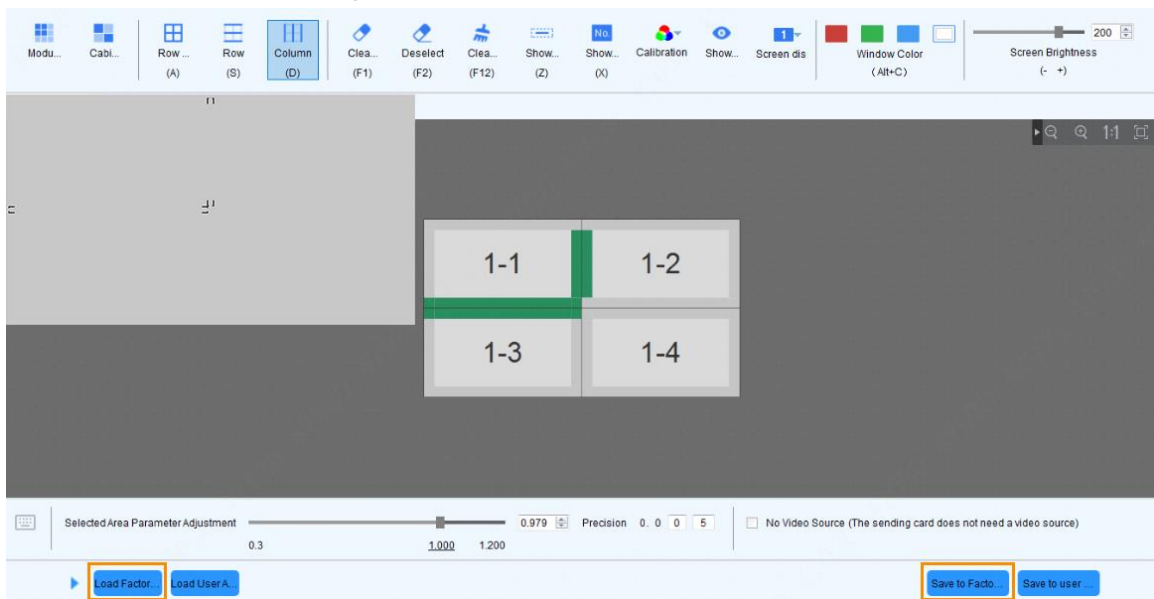 Modu...
Cabi...
Row ...
(A)
Row
(S)
Column
(D)
Clea...
(F1)
Deselect
(F2)
Clea...
(F12)
Show...
(Z)
No.
Show...
(X)
Calibration
Show...
1
Screen dis
Window Color
(Alt+C)
200
Screen Brightness
(- +)
1:1
1-1
1-2
1-3
1-4
Selected Area Parameter Adjustment
0.979
Precision 0. 0 0 5
No Video Source (The sending card does not need a video source)
0.3
1.000
1.200
Load Factor...
Load User A...
Save to Facto...
Save to user ...